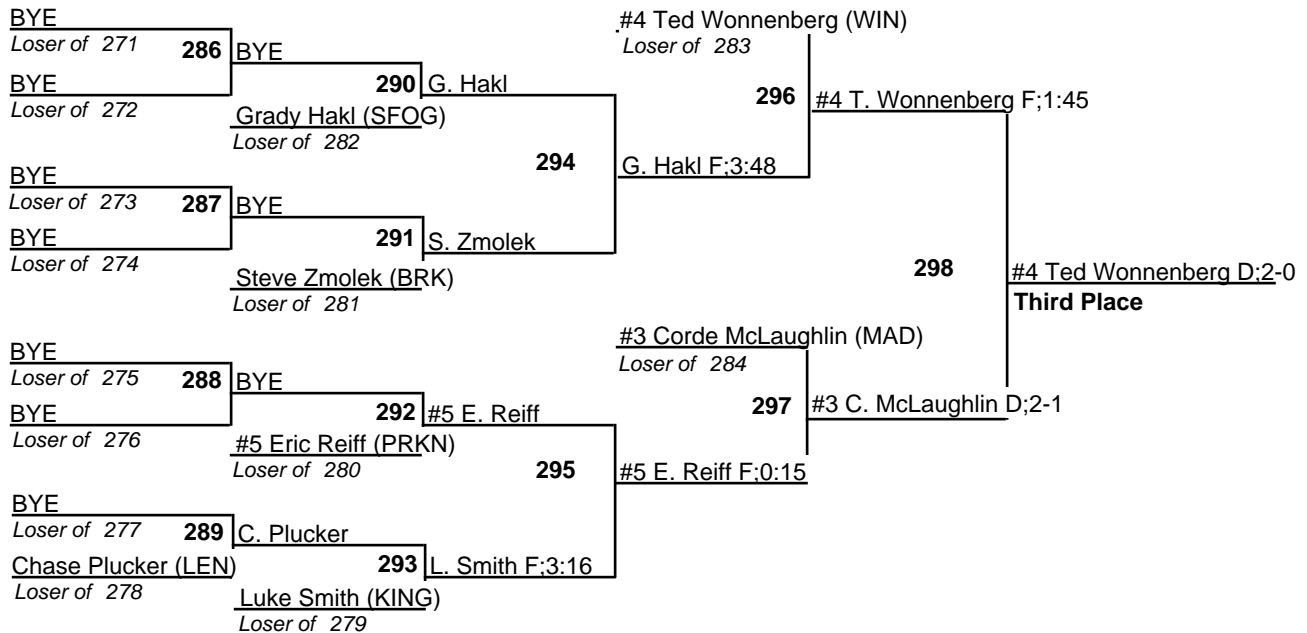 BYE
#4 Ted Wonnenberg (WIN)
Loser of 271
286
BYE
Loser of 283
BYE
290
G. Hakl
296
#4 T. Wonnenberg F;1:45
Loser of 272
Grady Hakl (SFOG)
Loser of 282
294
G. Hakl F;3:48
BYE
Loser of 273
287
BYE
BYE
291
S. Zmolek
Loser of 274
Steve Zmolek (BRK)
Loser of 281
298
#4 Ted Wonnenberg D;2-0
Third Place
BYE
#3 Corde McLaughlin (MAD)
Loser of 275
288
BYE
Loser of 284
BYE
292
#5 E. Reiff
297
#3 C. McLaughlin D;2-1
Loser of 276
#5 Eric Reiff (PRKN)
Loser of 280
295
#5 E. Reiff F;0:15
BYE
Loser of 277
289
C. Plucker
Chase Plucker (LEN)
293
L. Smith F;3:16
Loser of 278
Luke Smith (KING)
Loser of 279